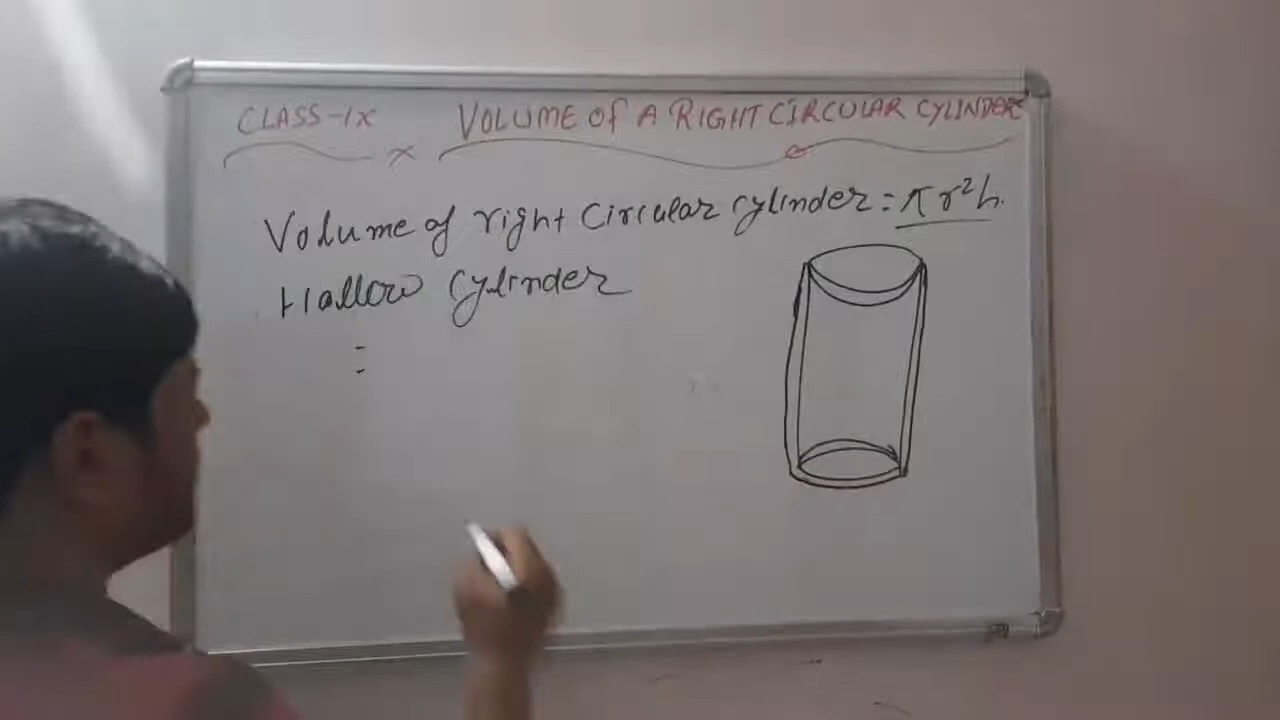 CLASS-IX × VOLUME OF A RIGHT CIRCULAR CYLINDER
Volume of right Circular cylinder = πr²h.
Hallow Cylinder
=